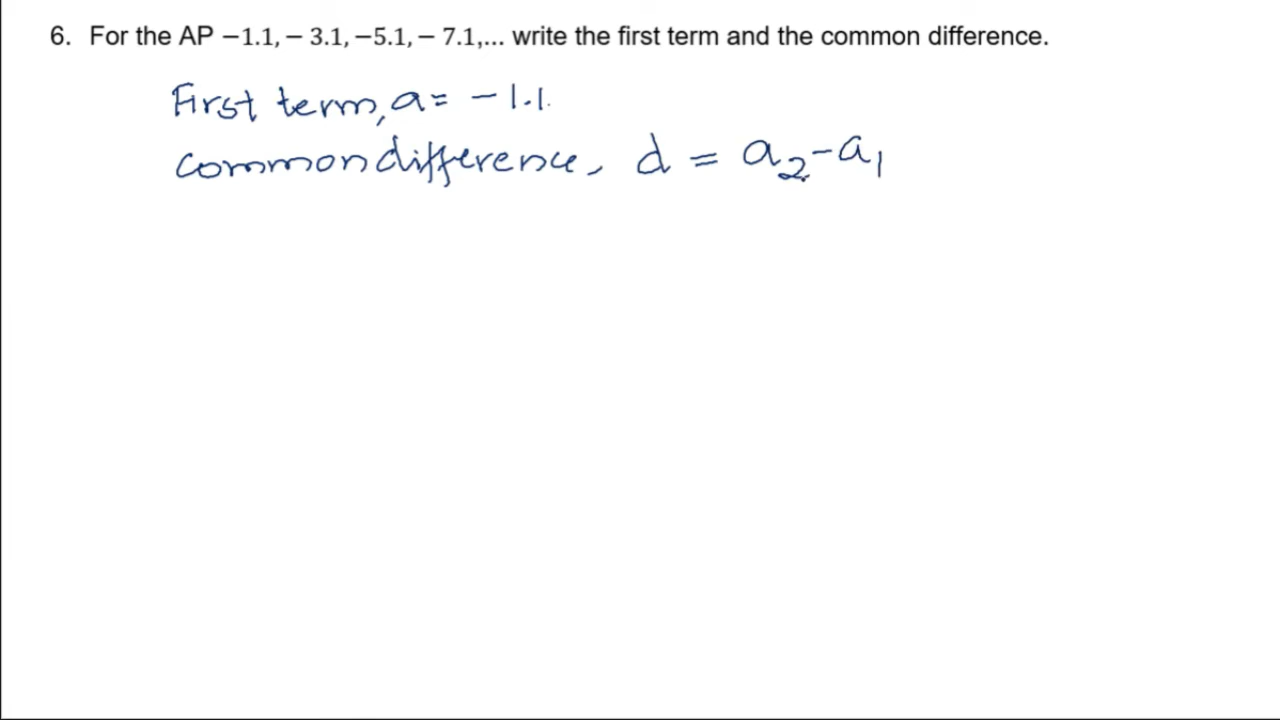 6. For the AP −1.1, − 3.1, −5.1, − 7.1,... write the first term and the common difference.
First term, a = −1.1
common difference, d = a₂−a₁